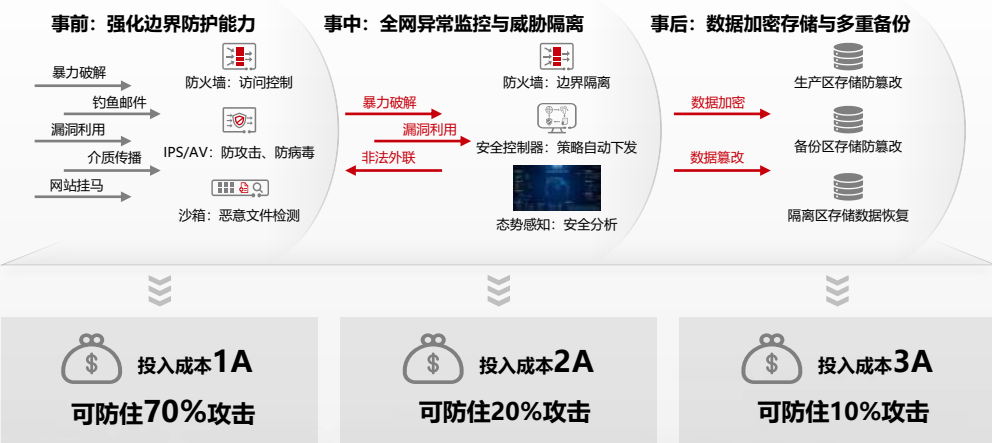 事前：强化边界防护能力
暴力破解
钓鱼邮件
漏洞利用
介质传播
网站挂马
防火墙：访问控制
IPS/AV：防攻击、防病毒
沙箱：恶意文件检测
事中：全网异常监控与威胁隔离
暴力破解
漏洞利用
非法外联
防火墙：边界隔离
安全控制器：策略自动下发
态势感知：安全分析
事后：数据加密存储与多重备份
数据加密
数据篡改
生产区存储防篡改
备份区存储防篡改
隔离区存储数据恢复
$ 投入成本1A
可防住70%攻击
$ 投入成本2A
可防住20%攻击
$ 投入成本3A
可防住10%攻击